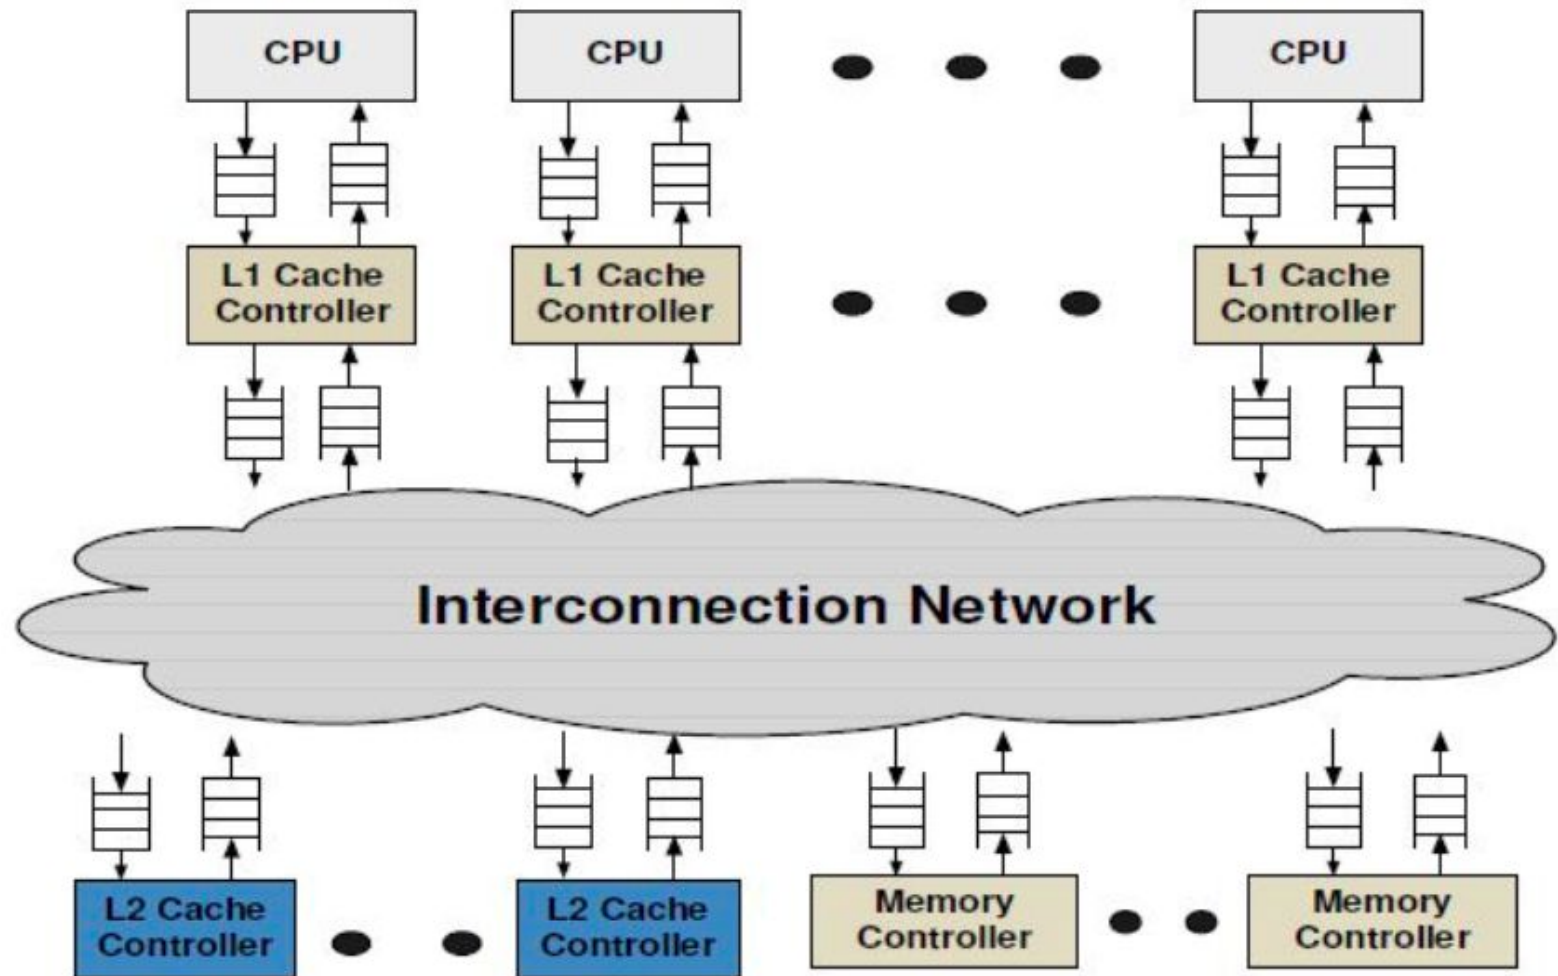 CPU
CPU
CPU
L1 Cache
Controller
L1 Cache
Controller
L1 Cache
Controller
Interconnection Network
L2 Cache
Controller
L2 Cache
Controller
Memory
Controller
Memory
Controller